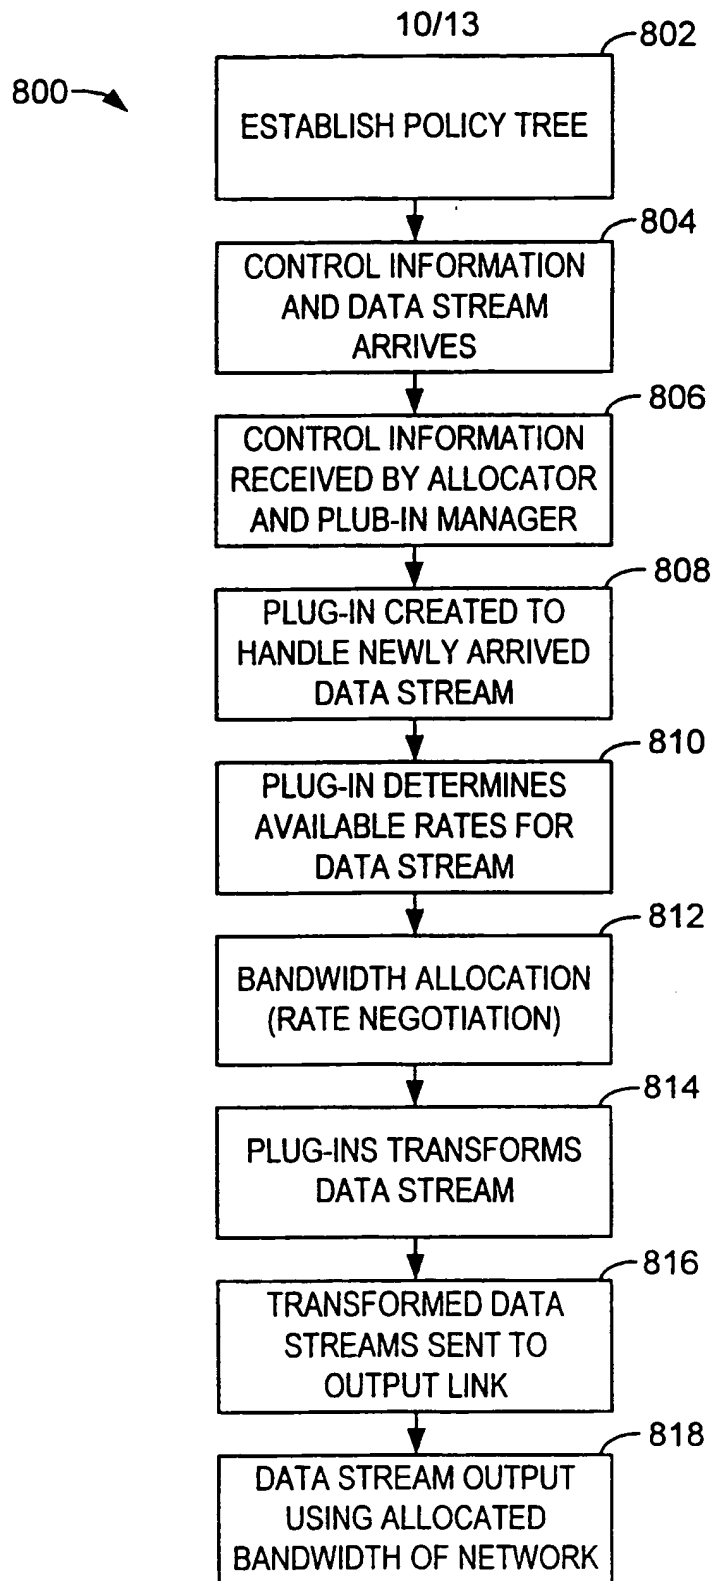 10/13
800
802
ESTABLISH POLICY TREE
804
CONTROL INFORMATION
AND DATA STREAM
ARRIVES
806
CONTROL INFORMATION
RECEIVED BY ALLOCATOR
AND PLUB-IN MANAGER
808
PLUG-IN CREATED TO
HANDLE NEWLY ARRIVED
DATA STREAM
810
PLUG-IN DETERMINES
AVAILABLE RATES FOR
DATA STREAM
812
BANDWIDTH ALLOCATION
(RATE NEGOTIATION)
814
PLUG-INS TRANSFORMS
DATA STREAM
816
TRANSFORMED DATA
STREAMS SENT TO
OUTPUT LINK
818
DATA STREAM OUTPUT
USING ALLOCATED
BANDWIDTH OF NETWORK